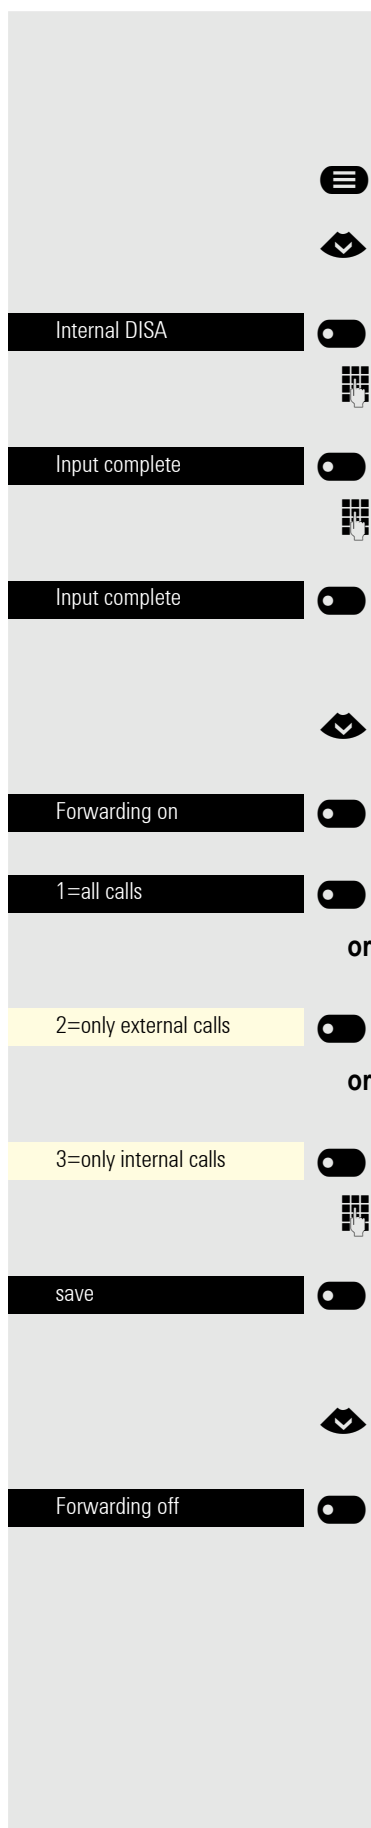 Internal DISA
Input complete
Input complete
Forwarding on
1=all calls
or
2=only external calls
or
3=only internal calls
save
Forwarding off